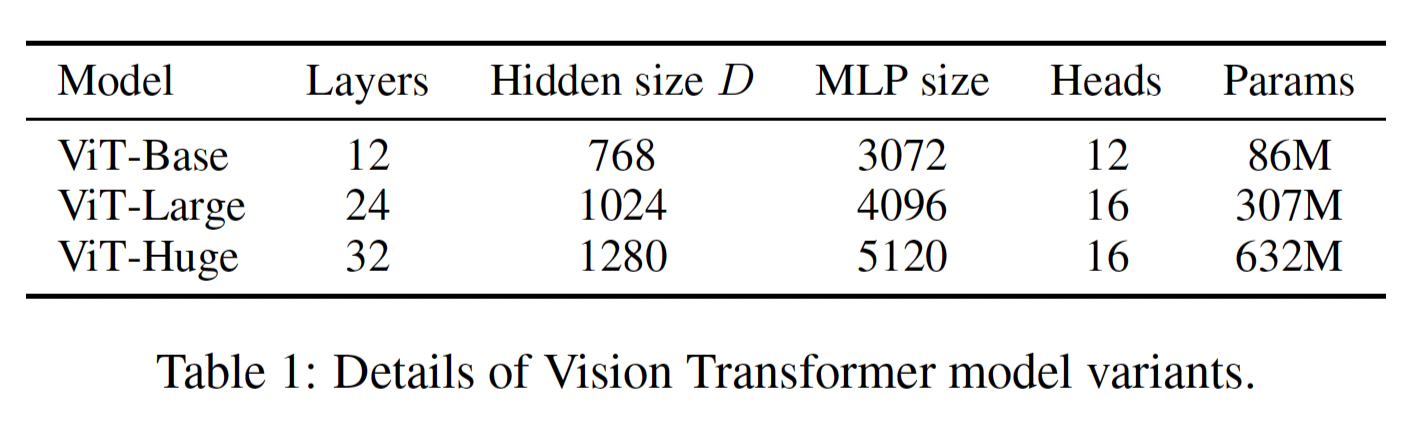 Model Layers Hidden size D MLP size Heads Params
ViT-Base 12 768 3072 12 86M
ViT-Large 24 1024 4096 16 307M
ViT-Huge 32 1280 5120 16 632M
Table 1: Details of Vision Transformer model variants.